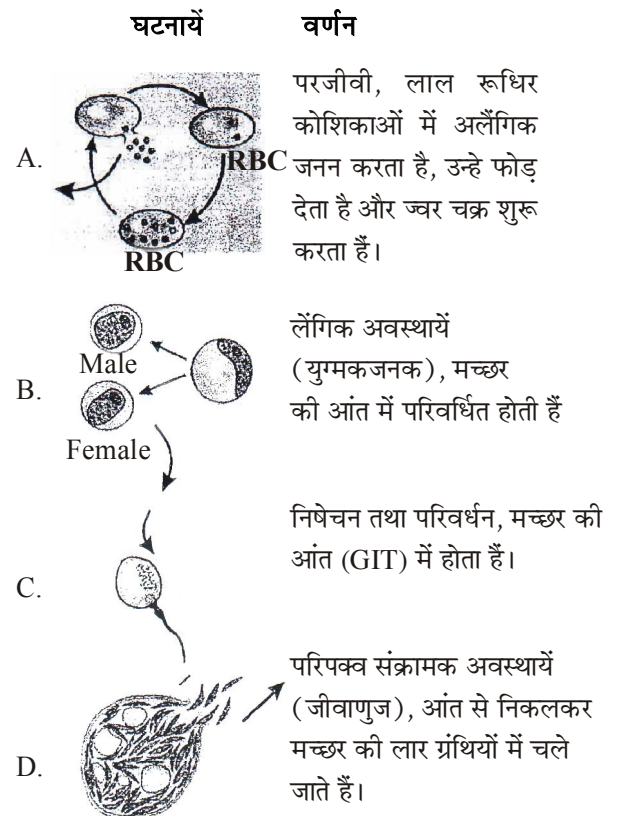 घटनायें वर्णन
परजीवी, लाल रूधिर
कोशिकाओं में अलैंगिक
A. RBC जनन करता है, उन्हे फोड़
देता है और ज्वर चक्र शुरू
करता हैं।
RBC
लेंगिक अवस्थायें
Male (युग्मकजनक), मच्छर
B. की आंत में परिवर्धित होती हैं
Female
निषेचन तथा परिवर्धन, मच्छर की
C. आंत (GIT) में होता हैं।
परिपक्व संक्रामक अवस्थायें
(जीवाणुज), आंत से निकलकर
D. मच्छर की लार ग्रंथियों में चले
जाते हैं।